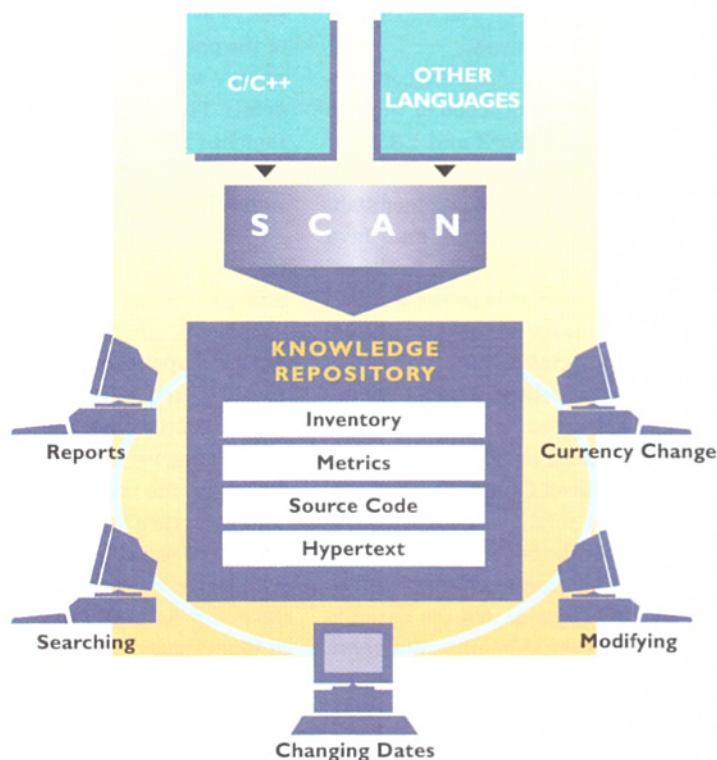 C/C++
OTHER
LANGUAGES
S C A N
KNOWLEDGE
REPOSITORY
Inventory
Metrics
Source Code
Hypertext
Reports
Currency Change
Searching
Modifying
Changing Dates